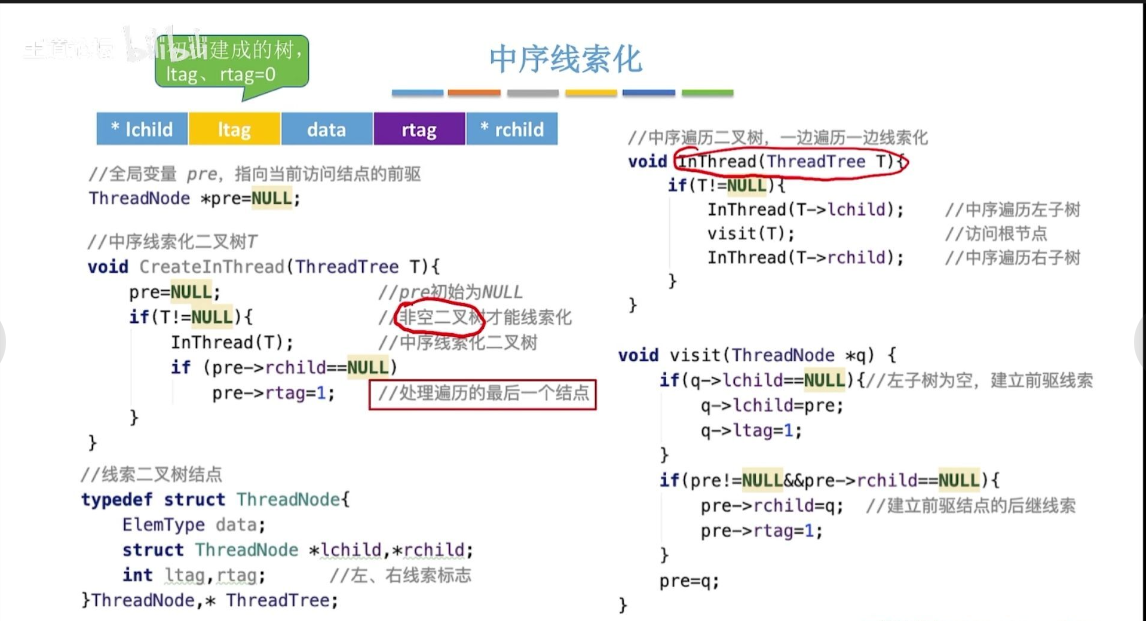 bilibili
初始建成的树，
ltag、rtag=0
中序线索化
* lchild ltag data rtag * rchild
//全局变量 pre，指向当前访问结点的前驱
ThreadNode *pre=NULL;
//中序线索化二叉树T
void CreateInThread(ThreadTree T){
pre=NULL; //pre初始为NULL
if(T!=NULL){ //非空二叉树才能线索化
InThread(T); //中序线索化二叉树
if (pre->rchild==NULL)
pre->rtag=1; //处理遍历的最后一个结点
}
}
//线索二叉树结点
typedef struct ThreadNode{
ElemType data;
struct ThreadNode *lchild,*rchild;
int ltag,rtag; //左、右线索标志
}ThreadNode,* ThreadTree;
//中序遍历二叉树，一边遍历一边线索化
void InThread(ThreadTree T){
if(T!=NULL){
InThread(T->lchild); //中序遍历左子树
visit(T); //访问根节点
InThread(T->rchild); //中序遍历右子树
}
}
void visit(ThreadNode *q) {
if(q->lchild==NULL){//左子树为空，建立前驱线索
q->lchild=pre;
q->ltag=1;
}
if(pre!=NULL&&pre->rchild==NULL){
pre->rchild=q; //建立前驱结点的后继线索
pre->rtag=1;
}
pre=q;
}